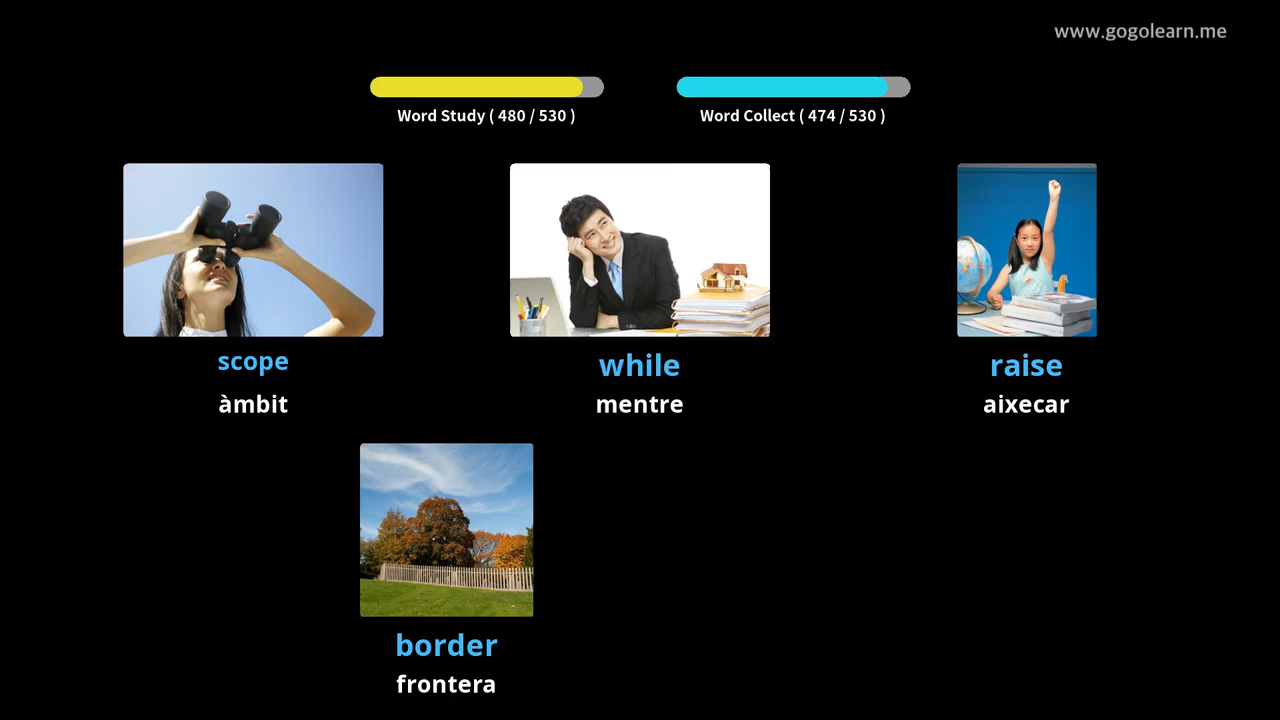 www.gogolearn.me
Word Study ( 480 / 530 )
Word Collect ( 474 / 530 )
scope
àmbit
while
mentre
raise
aixecar
border
frontera